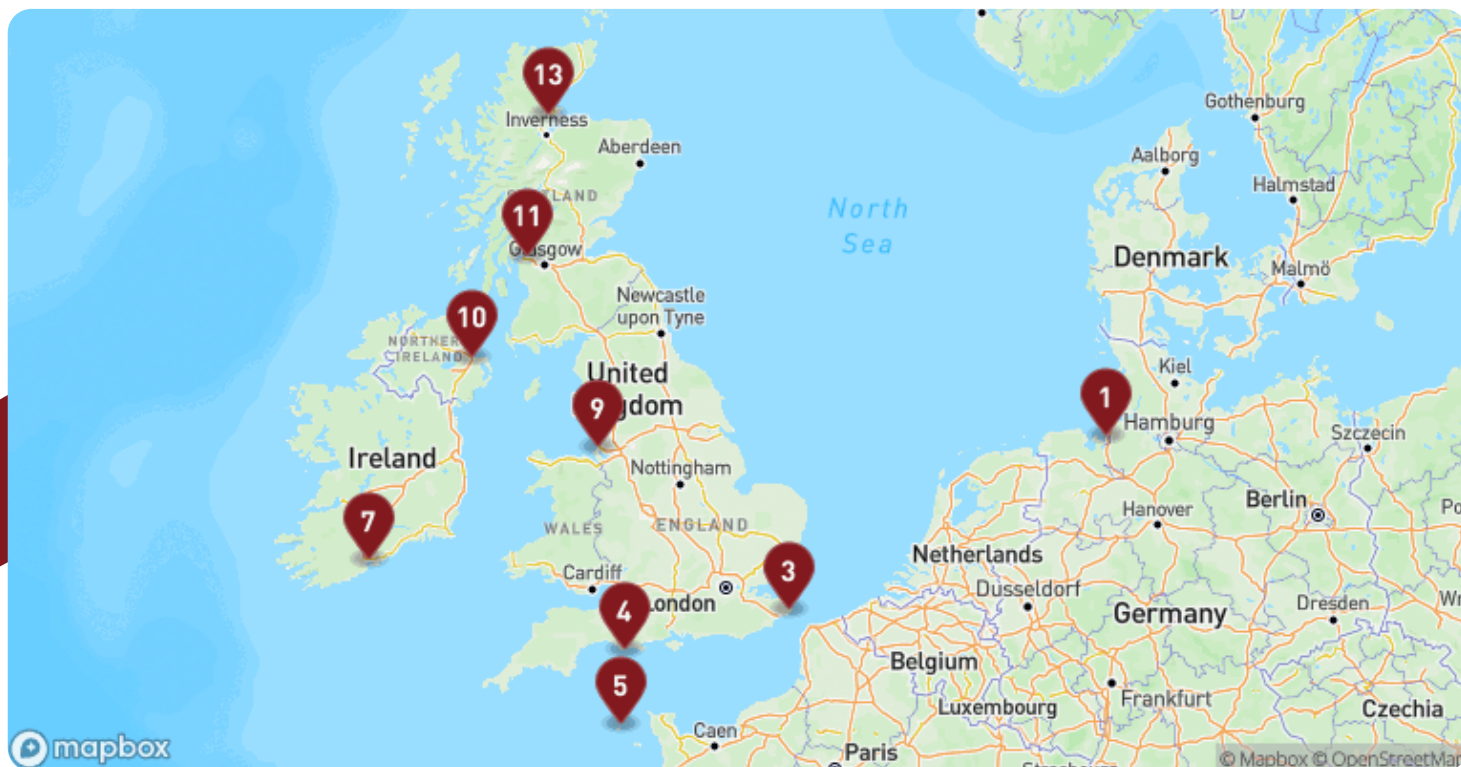 13
Inverness
Aberdeen
Gothenburg
Aalborg
Halmstad
11
Glasgow
North
Sea
Denmark
Malmö
10
Newcastle
upon Tyne
NORTHERN
IRELAND
United
Kiel
1
9
Hamburg
Szczecin
Ireland
Nottingham
Berlin
Hanover
7
WALES
ENGLAND
Netherlands
3
Cardiff
Dusseldorf
4
London
Germany
Dresden
Belgium
5
Frankfurt
Luxembourg
Czechia
Caen
mapbox
Paris
© Mapbox © OpenStreetMap